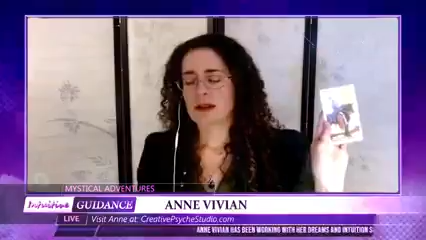 MYSTICAL ADVENTURES
Intuitive GUIDANCE ANNE VIVIAN
LIVE Visit Anne at: CreativePsycheStudio.com
ANNE VIVIAN HAS BEEN WORKING WITH HER DREAMS AND INTUITION S